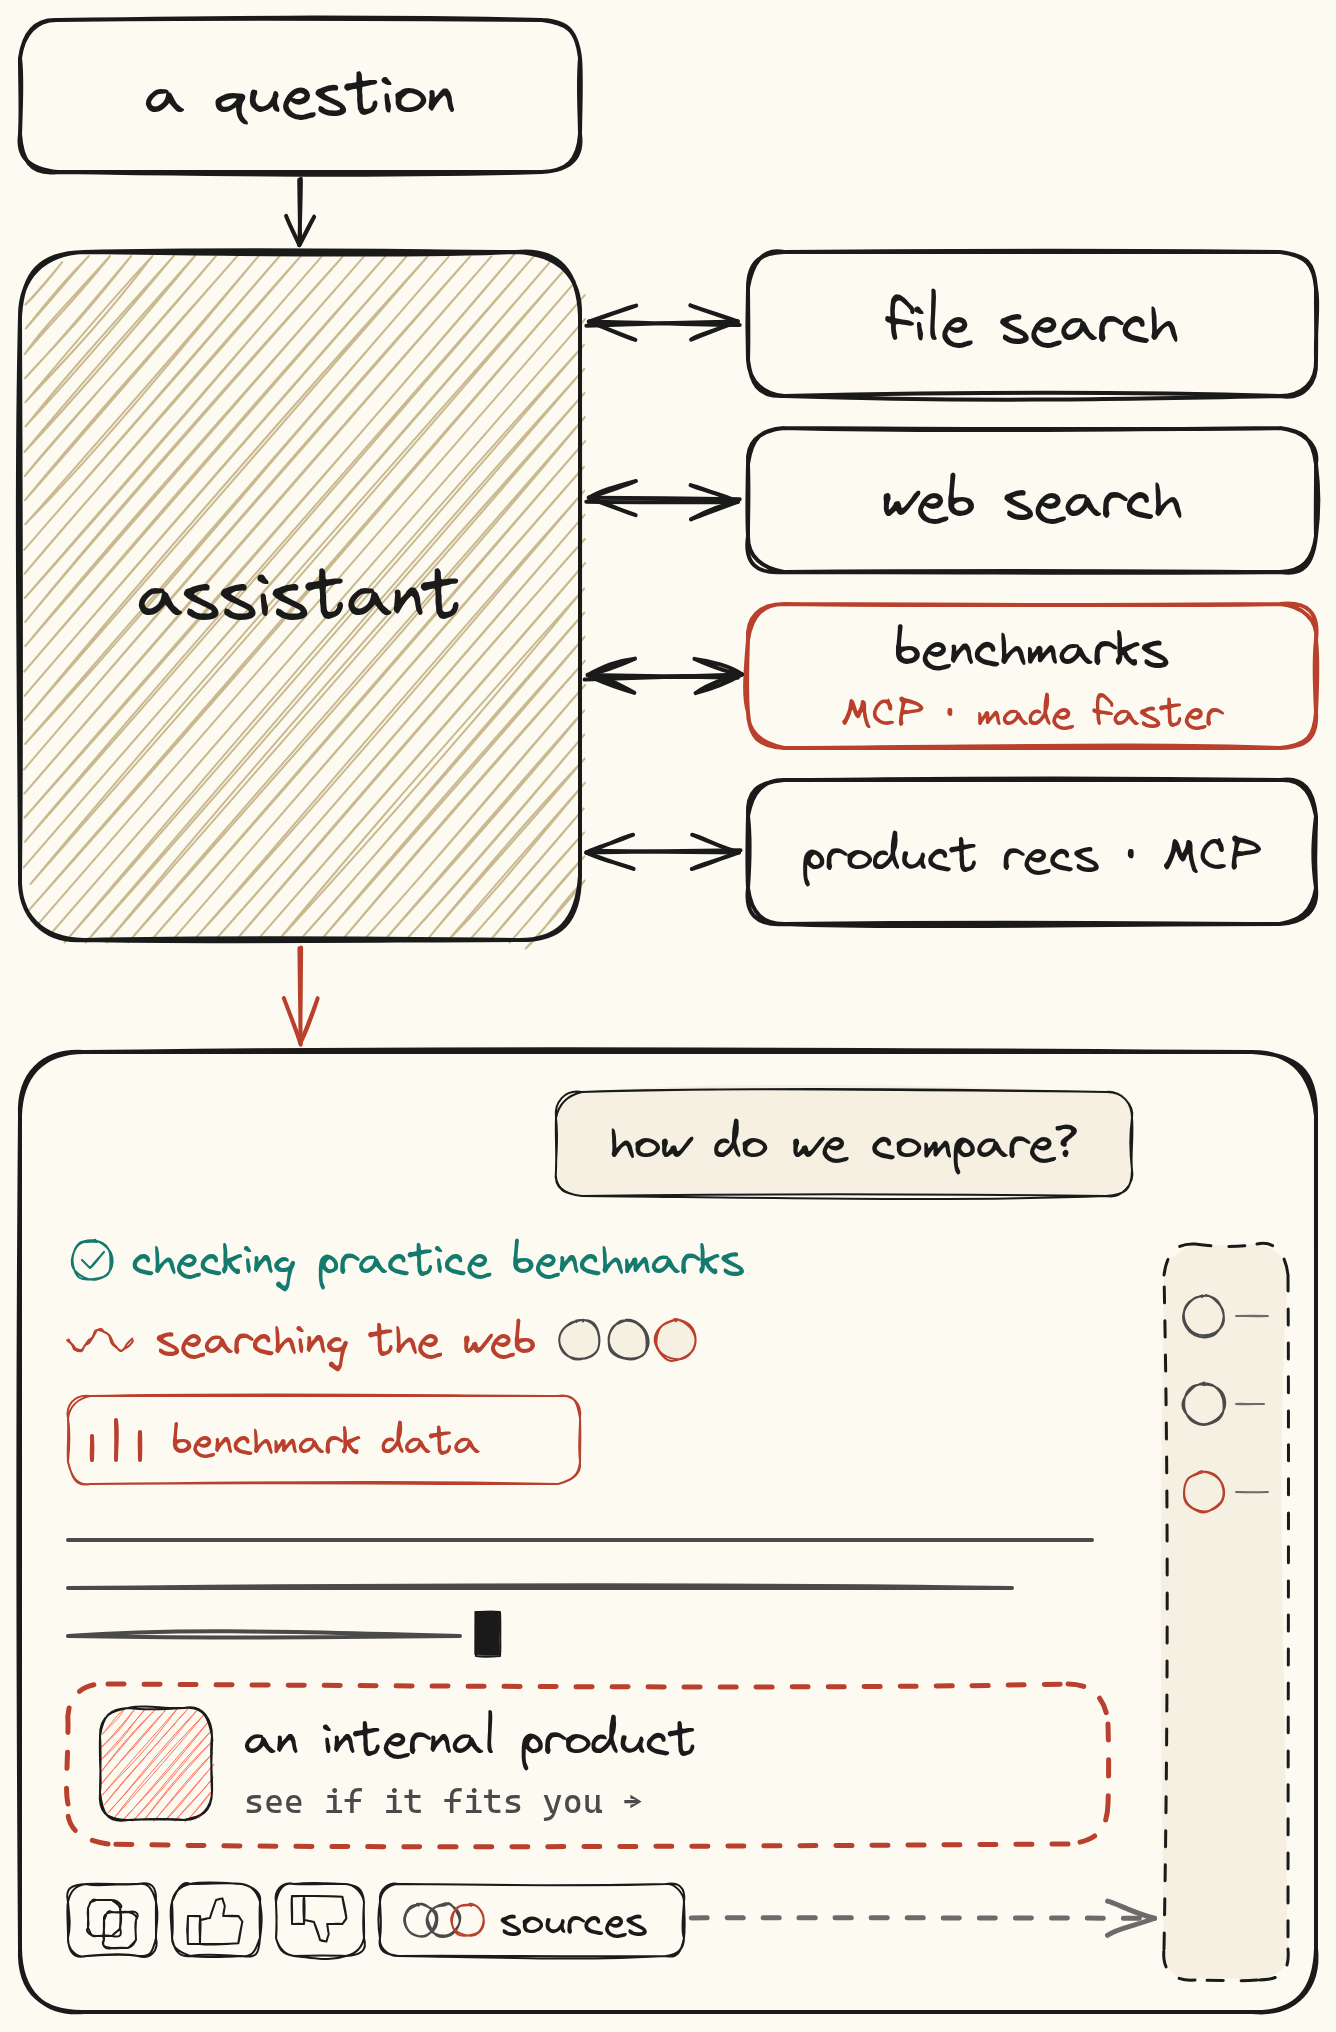 a question
assistant
file search
web search
benchmarks
MCP · made faster
product recs · MCP
how do we compare?
checking practice benchmarks
searching the web
benchmark data
an internal product
see if it fits you →
sources